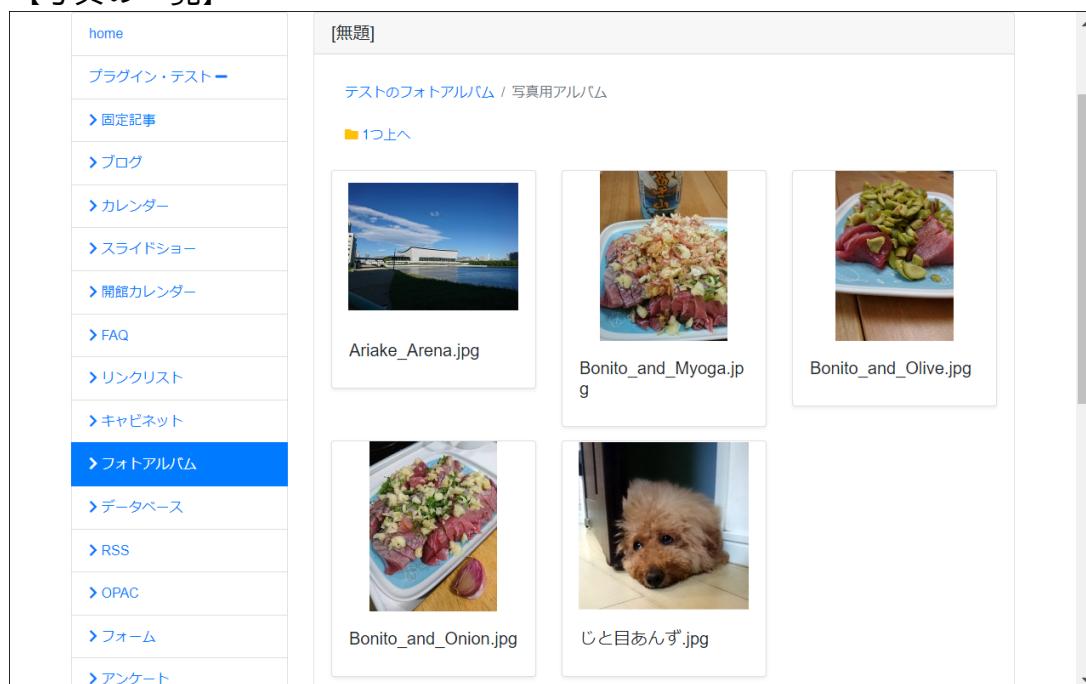 home
プラグイン・テスト
固定記事
ブログ
カレンダー
スライドショー
開館カレンダー
FAQ
リンクリスト
キャビネット
フォトアルバム
データベース
RSS
OPAC
フォーム
アンケート
[無題]
テストのフォトアルバム / 写真用アルバム
1つ上へ
Ariake_Arena.jpg
Bonito_and_Myoga.jp
g
Bonito_and_Olive.jpg
Bonito_and_Onion.jpg
じと目あんず.jpg